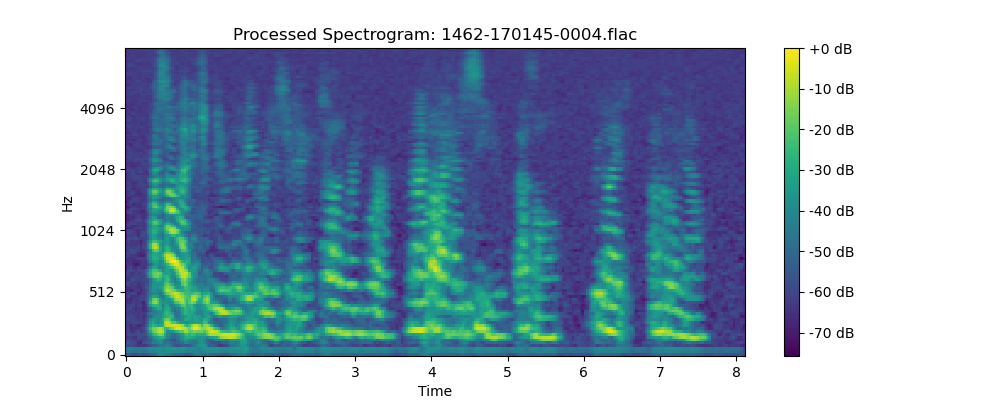 Processed Spectrogram: 1462-170145-0004.flac
+0 dB
-10 dB
-20 dB
-30 dB
-40 dB
-50 dB
-60 dB
-70 dB
4096
2048
1024
512
0
Hz
0 1 2 3 4 5 6 7 8
Time